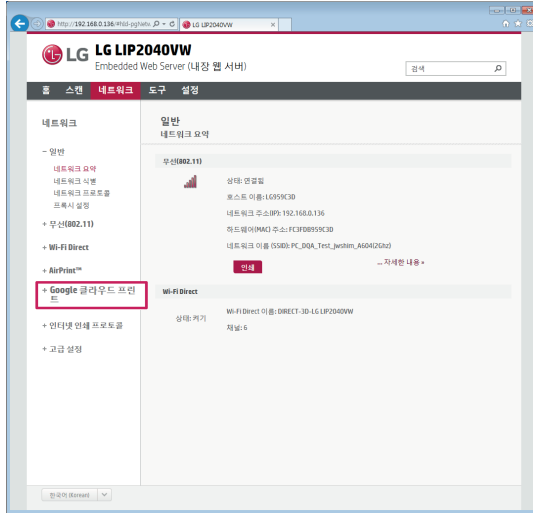 http://192.168.0.136/#hId-pgNetw
LG LIP2040VW
LG LG LIP2040VW
Embedded Web Server (내장 웹 서버)
검색
홈 스캔 네트워크 도구 설정
네트워크
일반
네트워크 요약
- 일반
네트워크 요약
네트워크 식별
네트워크 프로토콜
프록시 설정
+ 무선(802.11)
+ Wi-Fi Direct
+ AirPrint™
+ Google 클라우드 프린
트
+ 인터넷 인쇄 프로토콜
+ 고급 설정
무선(802.11)
상태: 연결됨
호스트 이름: LG959C3D
네트워크 주소(IP): 192.168.0.136
하드웨어(MAC) 주소: FC3FDB959C3D
네트워크 이름 (SSID): PC_DQA_Test_jwshim_A604(2Ghz)
인쇄
... 자세한 내용 »
Wi-Fi Direct
상태: 켜기
Wi-Fi Direct 이름: DIRECT-3D-LG LIP2040VW
채널: 6
한국어 (Korean)